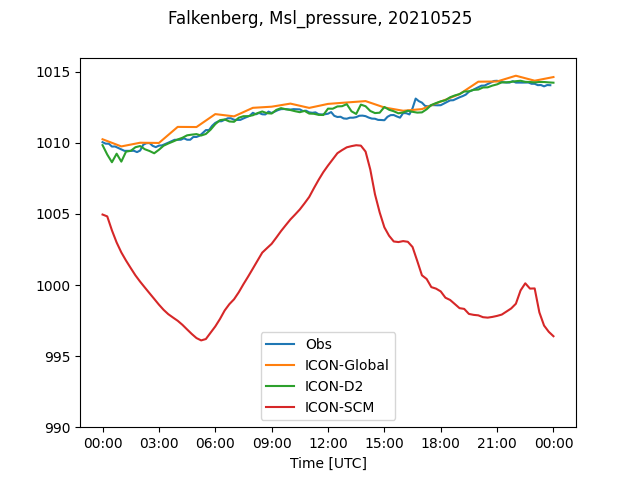 Falkenberg, Msl_pressure, 20210525
1015
1010
1005
1000
995
990
Obs
ICON-Global
ICON-D2
ICON-SCM
00:00 03:00 06:00 09:00 12:00 15:00 18:00 21:00 00:00
Time [UTC]